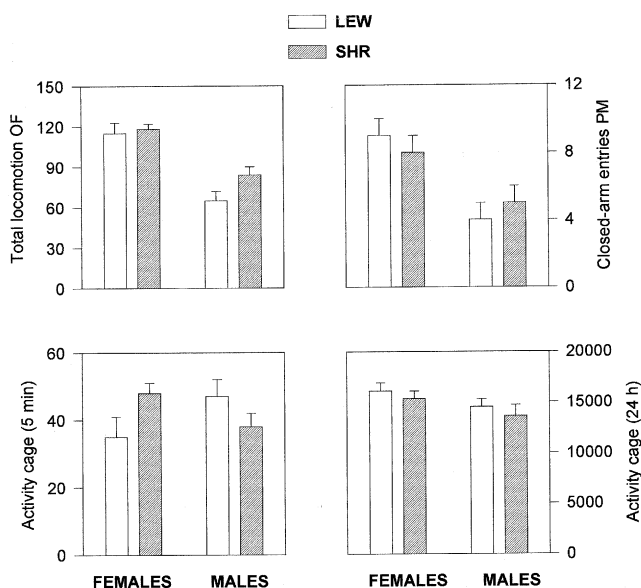 LEW
SHR
Total locomotion OF
150
120
90
60
30
0
12
8
4
0
Closed-arm entries PM
Activity cage (5 min)
60
40
20
0
20000
15000
10000
5000
0
Activity cage (24 h)
FEMALES MALES
FEMALES MALES